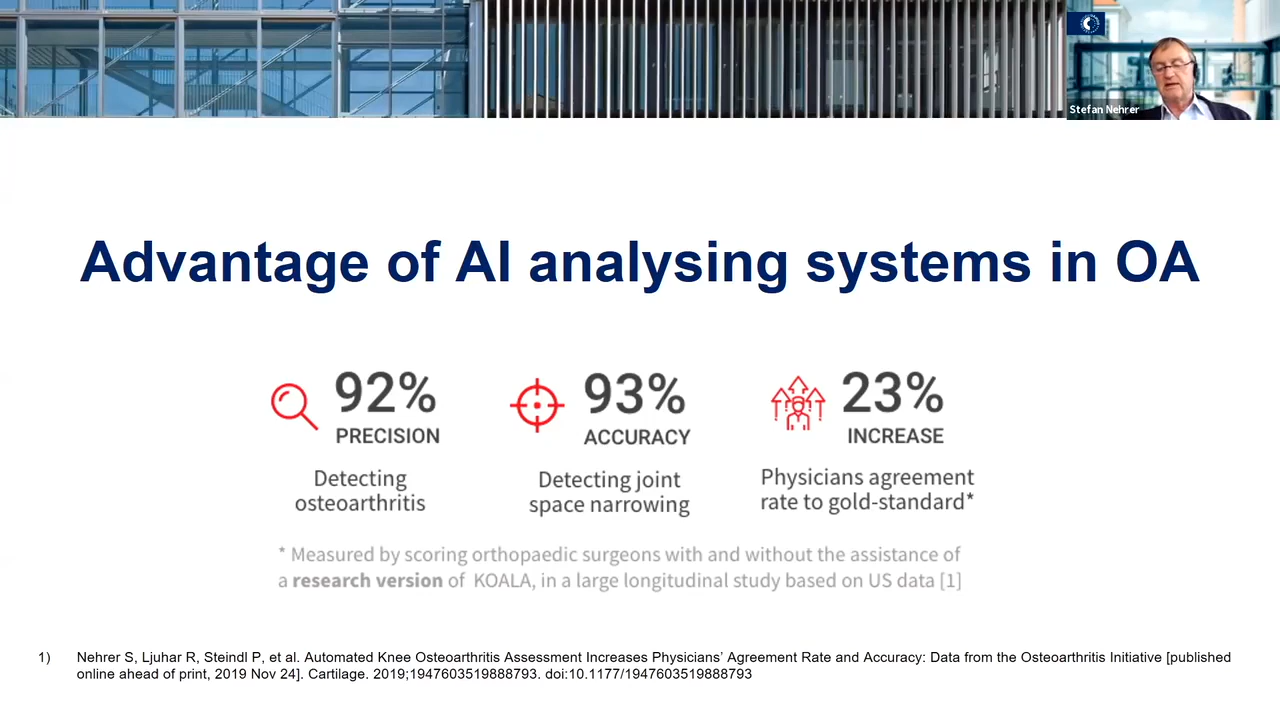 Stefan Nehrer
Advantage of AI analysing systems in OA
92%
PRECISION
Detecting
osteoarthritis
93%
ACCURACY
Detecting joint
space narrowing
23%
INCREASE
Physicians agreement
rate to gold-standard*
* Measured by scoring orthopaedic surgeons with and without the assistance of
a research version of KOALA, in a large longitudinal study based on US data [1]
1) Nehrer S, Ljuhar R, Steindl P, et al. Automated Knee Osteoarthritis Assessment Increases Physicians’ Agreement Rate and Accuracy: Data from the Osteoarthritis Initiative [published
online ahead of print, 2019 Nov 24]. Cartilage. 2019;1947603519888793. doi:10.1177/1947603519888793